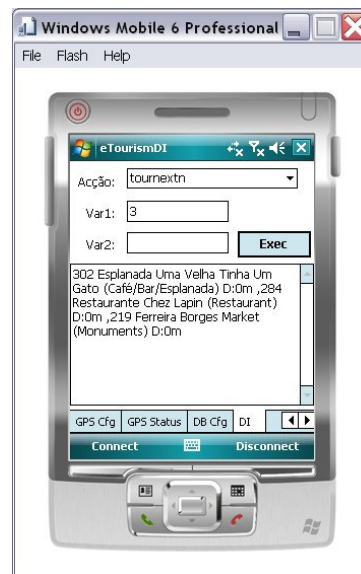 Windows Mobile 6 Professional
File Flash Help
eTourismDI
Acção: tournextn
Var1: 3
Var2: Exec
302 Esplanada Uma Velha Tinha Um
Gato (Café/Bar/Esplanada) D:0m ,284
Restaurante Chez Lapin (Restaurant)
D:0m ,219 Ferreira Borges Market
(Monuments) D:0m
GPS Cfg GPS Status DB Cfg DI
Connect Disconnect